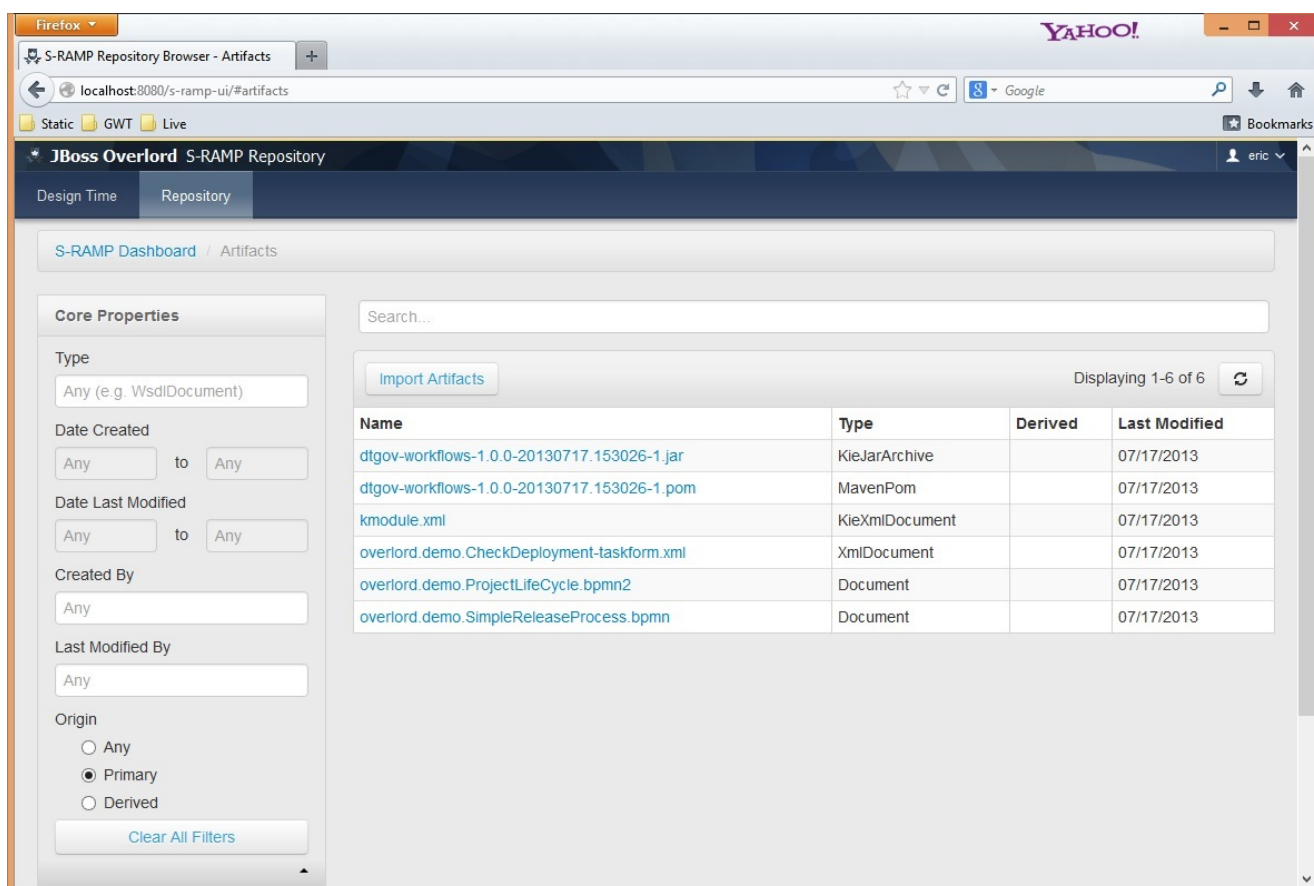 Firefox
YAHOO!
S-RAMP Repository Browser - Artifacts
localhost:8080/s-ramp-ui/#artifacts
8 Google
Static GWT Live
Bookmarks
JBoss Overlord S-RAMP Repository
eric
Design Time Repository
S-RAMP Dashboard / Artifacts
Core Properties
Type
Any (e.g. WsdlDocument)
Date Created
Any to Any
Date Last Modified
Any to Any
Created By
Any
Last Modified By
Any
Origin
Any
Primary
Derived
Clear All Filters
Search...
Import Artifacts
Displaying 1-6 of 6
Name Type Derived Last Modified
dtgov-workflows-1.0.0-20130717.153026-1.jar KieJarArchive 07/17/2013
dtgov-workflows-1.0.0-20130717.153026-1.pom MavenPom 07/17/2013
kmodule.xml KieXmlDocument 07/17/2013
overlord.demo.CheckDeployment-taskform.xml XmlDocument 07/17/2013
overlord.demo.ProjectLifeCycle.bpmn2 Document 07/17/2013
overlord.demo.SimpleReleaseProcess.bpmn Document 07/17/2013